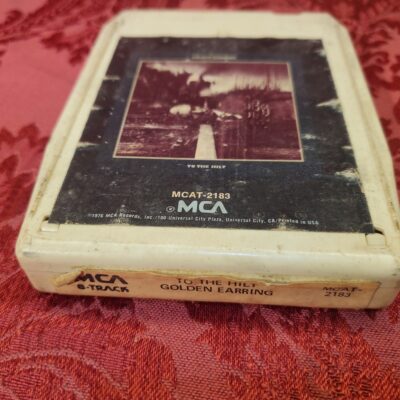 TO THE HILT
MCAT-2183
MCA
©1976 MCA Records, Inc./100 Universal City Plaza, Universal City, CA/Printed in USA
MCA
8-TRACK
TO THE HILT
GOLDEN EARRING
MCAT-
2183